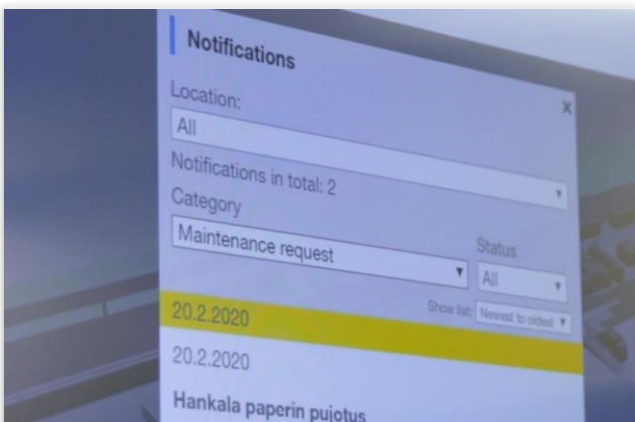 Notifications
X
Location:
All
Notifications in total: 2
Category
Status
Maintenance request
All
Show list: Newest to oldest
20.2.2020
20.2.2020
Hankala paperin pujotus